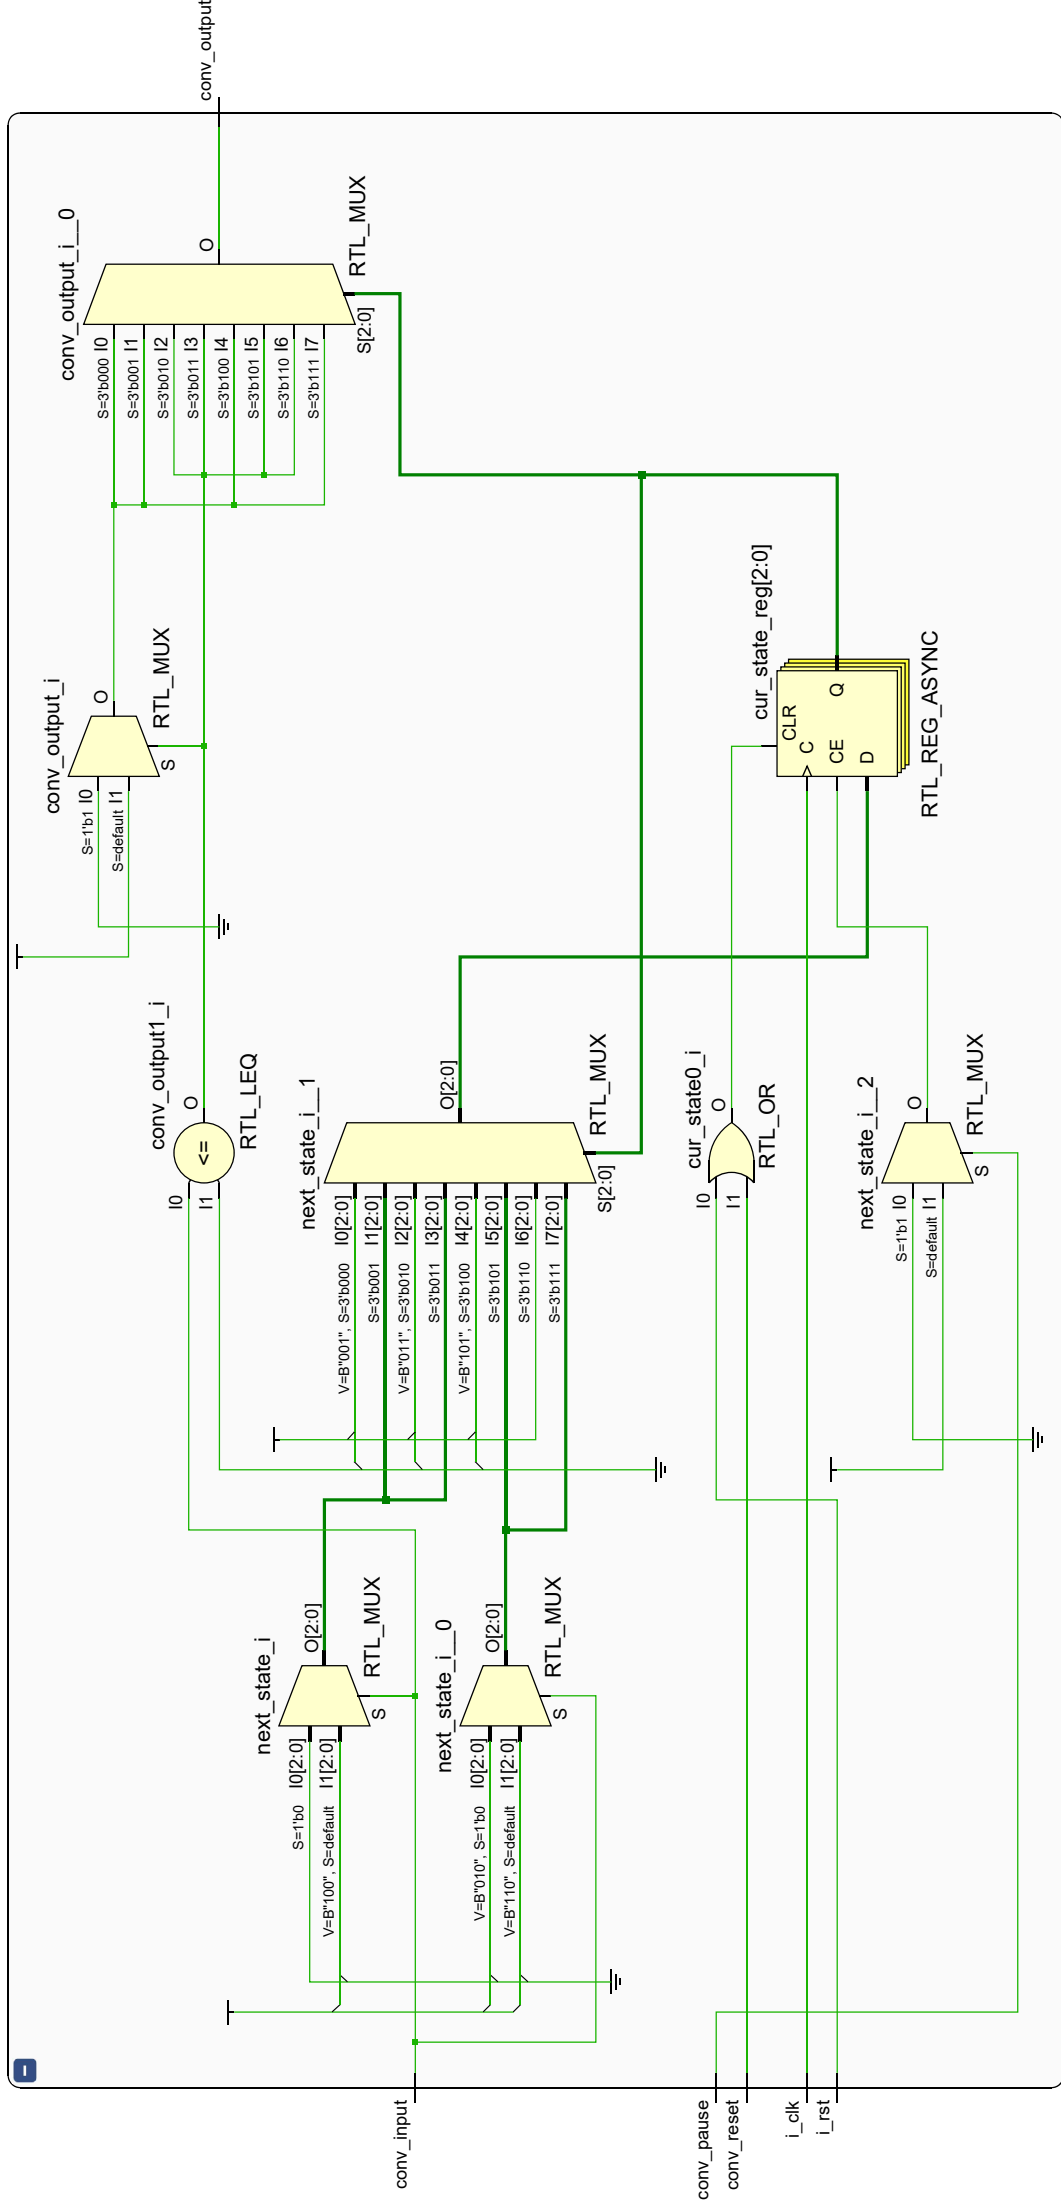 conv_output
conv_output_i__0
O
RTL_MUX
S[2:0]
S=3'b000 I0
S=3'b001 I1
S=3'b010 I2
S=3'b011 I3
S=3'b100 I4
S=3'b101 I5
S=3'b110 I6
S=3'b111 I7
conv_output_i
O
RTL_MUX
S
S=1'b1 I0
S=default I1
cur_state_reg[2:0]
CLR
C
CE
D
Q
RTL_REG_ASYNC
conv_output1_i
O
RTL_LEQ
<=
I0
I1
next_state_i__1
O[2:0]
RTL_MUX
S[2:0]
V=B"001", S=3'b000 I0[2:0]
S=3'b001 I1[2:0]
V=B"011", S=3'b010 I2[2:0]
S=3'b011 I3[2:0]
V=B"101", S=3'b100 I4[2:0]
S=3'b101 I5[2:0]
S=3'b110 I6[2:0]
S=3'b111 I7[2:0]
cur_state0_i
O
RTL_OR
I0
I1
next_state_i__2
O
RTL_MUX
S
S=1'b1 I0
S=default I1
next_state_i
O[2:0]
RTL_MUX
S
S=1'b0 I0[2:0]
V=B"100", S=default I1[2:0]
next_state_i__0
O[2:0]
RTL_MUX
S
V=B"010", S=1'b0 I0[2:0]
V=B"110", S=default I1[2:0]
conv_input
conv_pause
conv_reset
i_clk
i_rst